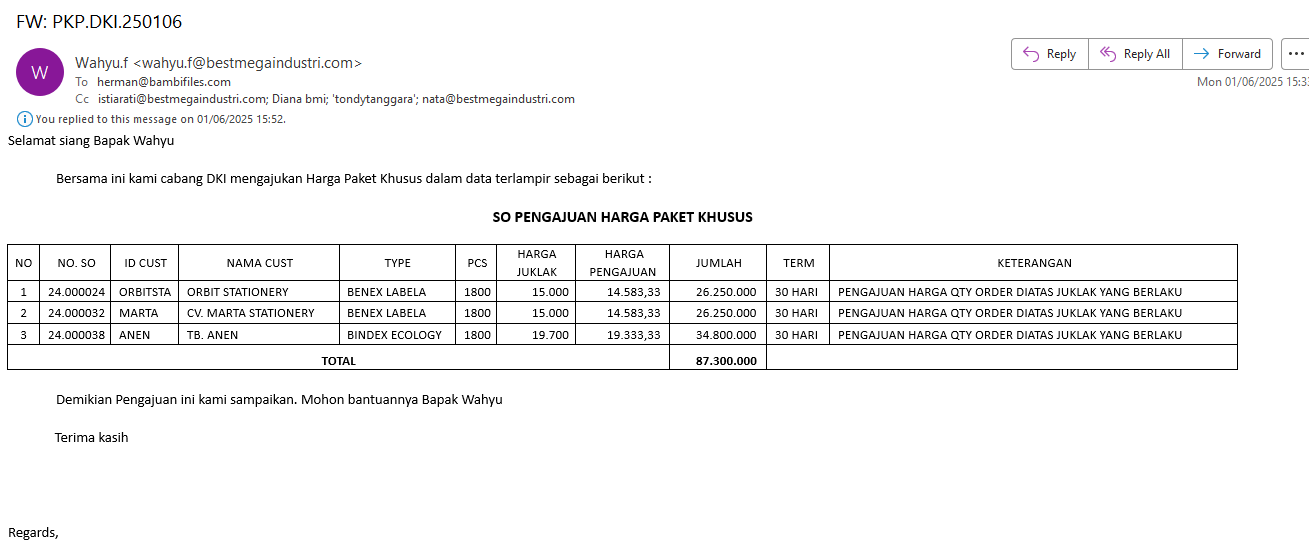 FW: PKP.DKI.250106
W
Wahyu.f <wahyu.f@bestmegaindustri.com>
Reply
Reply All
Forward
To herman@bambifiles.com
Mon 01/06/2025
Cc istiarati@bestmegaindustri.com; Diana bmi; 'tondytanggara'; nata@bestmegaindustri.com
You replied to this message on 01/06/2025 15:52.
Selamat siang Bapak Wahyu
Bersama ini kami cabang DKI mengajukan Harga Paket Khusus dalam data terlampir sebagai berikut :
SO PENGAJUAN HARGA PAKET KHUSUS
NO NO. SO ID CUST NAMA CUST TYPE PCS HARGA JUKLAK HARGA PENGAJUAN JUMLAH TERM KETERANGAN
1 24.000024 ORBITSTA ORBIT STATIONERY BENEX LABELA 1800 15.000 14.583,33 26.250.000 30 HARI PENGAJUAN HARGA QTY ORDER DIATAS JUKLAK YANG BERLAKU
2 24.000032 MARTA CV. MARTA STATIONERY BENEX LABELA 1800 15.000 14.583,33 26.250.000 30 HARI PENGAJUAN HARGA QTY ORDER DIATAS JUKLAK YANG BERLAKU
3 24.000038 ANEN TB. ANEN BINDEX ECOLOGY 1800 19.700 19.333,33 34.800.000 30 HARI PENGAJUAN HARGA QTY ORDER DIATAS JUKLAK YANG BERLAKU
TOTAL 87.300.000
Demikian Pengajuan ini kami sampaikan. Mohon bantuannya Bapak Wahyu
Terima kasih
Regards,